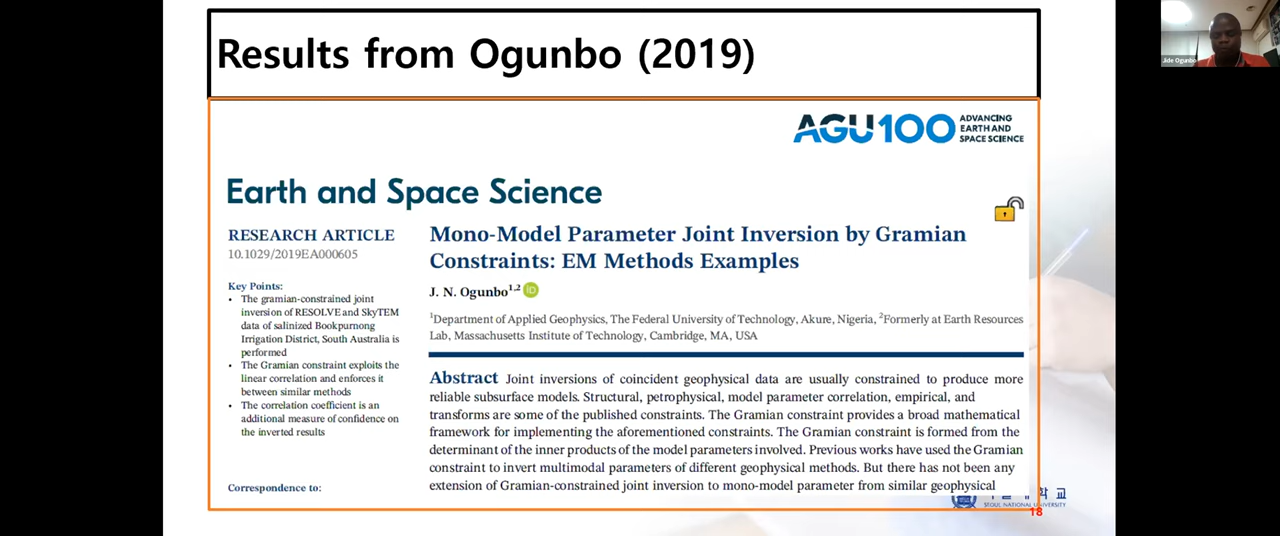 Results from Ogunbo (2019)
Jide Ogunbo
AGU100 ADVANCING
EARTH AND
SPACE SCIENCE
Earth and Space Science
RESEARCH ARTICLE
10.1029/2019EA000605
Key Points:
• The gramian-constrained joint
inversion of RESOLVE and SkyTEM
data of salinized Bookpurnong
Irrigation District, South Australia is
performed
• The Gramian constraint exploits the
linear correlation and enforces it
between similar methods
• The correlation coefficient is an
additional measure of confidence on
the inverted results
Correspondence to:
Mono-Model Parameter Joint Inversion by Gramian
Constraints: EM Methods Examples
J. N. Ogunbo1,2 iD
1Department of Applied Geophysics, The Federal University of Technology, Akure, Nigeria, 2Formerly at Earth Resources
Lab, Massachusetts Institute of Technology, Cambridge, MA, USA
Abstract Joint inversions of coincident geophysical data are usually constrained to produce more
reliable subsurface models. Structural, petrophysical, model parameter correlation, empirical, and
transforms are some of the published constraints. The Gramian constraint provides a broad mathematical
framework for implementing the aforementioned constraints. The Gramian constraint is formed from the
determinant of the inner products of the model parameters involved. Previous works have used the Gramian
constraint to invert multimodal parameters of different geophysical methods. But there has not been any
extension of Gramian-constrained joint inversion to mono-model parameter from similar geophysical
학교
SEOUL NATIONAL UNIVERSITY
18